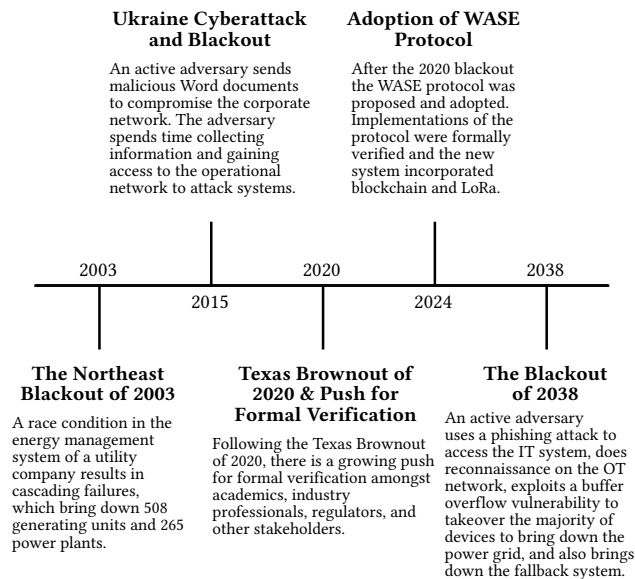 Ukraine Cyberattack
and Blackout
An active adversary sends
malicious Word documents
to compromise the corporate
network. The adversary
spends time collecting
information and gaining
access to the operational
network to attack systems.
Adoption of WASE
Protocol
After the 2020 blackout
the WASE protocol was
proposed and adopted.
Implementations of the
protocol were formally
verified and the new
system incorporated
blockchain and LoRa.
2003
2020
2038
2015
2024
The Northeast
Blackout of 2003
A race condition in the
energy management
system of a utility
company results in
cascading failures,
which bring down 508
generating units and 265
power plants.
Texas Brownout of
2020 & Push for
Formal Verification
Following the Texas Brownout
of 2020, there is a growing push
for formal verification amongst
academics, industry
professionals, regulators, and
other stakeholders.
The Blackout
of 2038
An active adversary
uses a phishing attack to
access the IT system, does
reconnaissance on the OT
network, exploits a buffer
overflow vulnerability to
takeover the majority of
devices to bring down the
power grid, and also brings
down the fallback system.